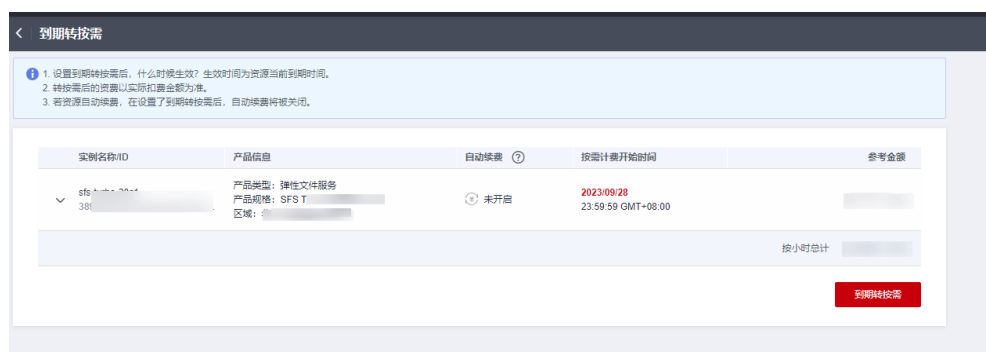 到期转按需
1. 设置到期转按需后，什么时候生效？生效时间为资源当前到期时间。
2. 转按需后的资费以实际扣费金额为准。
3. 若资源自动续费，在设置了到期转按需后，自动续费将被关闭。
实例名称/ID 产品信息 自动续费 按需计费开始时间 参考金额
产品类型：弹性文件服务
产品规格：SFS T
区域：
未开启
2023/09/28
23:59:59 GMT+08:00
按小时总计
到期转按需